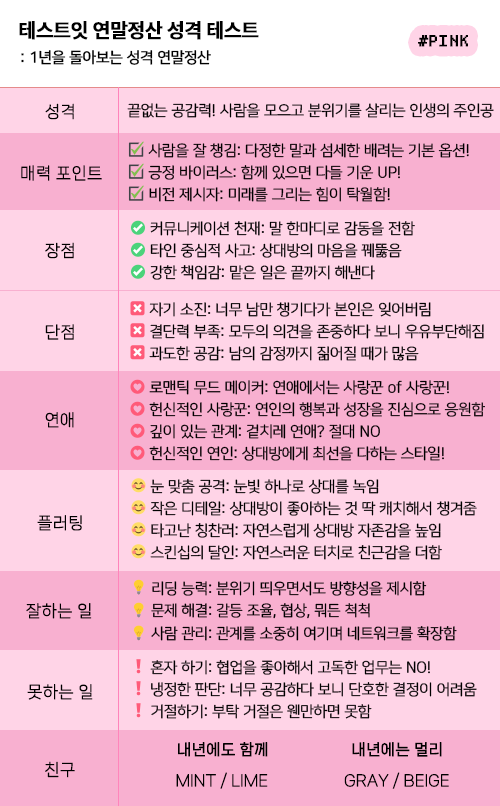 테스트잇 연말정산 성격 테스트
: 1년을 돌아보는 성격 연말정산
#PINK
성격
끝없는 공감력! 사람을 모으고 분위기를 살리는 인생의 주인공
매력 포인트
사람을 잘 챙김: 다정한 말과 섬세한 배려는 기본 옵션!
긍정 바이러스: 함께 있으면 다들 기운 UP!
비전 제시자: 미래를 그리는 힘이 탁월함!
장점
커뮤니케이션 천재: 말 한마디로 감동을 전함
타인 중심적 사고: 상대방의 마음을 꿰뚫음
강한 책임감: 맡은 일은 끝까지 해낸다
단점
자기 소진: 너무 남만 챙기다가 본인은 잊어버림
결단력 부족: 모두의 의견을 존중하다 보니 우유부단해짐
과도한 공감: 남의 감정까지 짊어질 때가 많음
연애
로맨틱 무드 메이커: 연애에서는 사랑꾼 of 사랑꾼!
헌신적인 사랑꾼: 연인의 행복과 성장을 진심으로 응원함
깊이 있는 관계: 겉치레 연애? 절대 NO
헌신적인 연인: 상대방에게 최선을 다하는 스타일!
플러팅
눈 맞춤 공격: 눈빛 하나로 상대를 녹임
작은 디테일: 상대방이 좋아하는 것 딱 캐치해서 챙겨줌
타고난 칭찬러: 자연스럽게 상대방 자존감을 높임
스킨십의 달인: 자연스러운 터치로 친근감을 더함
잘하는 일
리딩 능력: 분위기 띄우면서도 방향성을 제시함
문제 해결: 갈등 조율, 협상, 뭐든 척척
사람 관리: 관계를 소중히 여기며 네트워크를 확장함
못하는 일
혼자 하기: 협업을 좋아해서 고독한 업무는 NO!
냉정한 판단: 너무 공감하다 보니 단호한 결정이 어려움
거절하기: 부탁 거절은 웬만하면 못함
친구
내년에도 함께
내년에는 멀리
MINT / LIME
GRAY / BEIGE